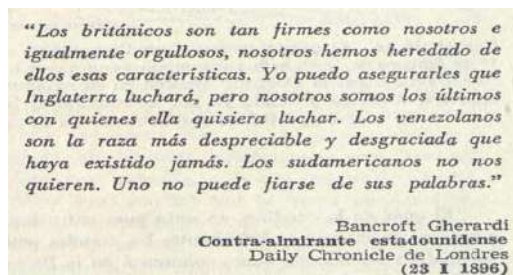 “Los británicos son tan firmes como nosotros e
igualmente orgullosos, nosotros hemos heredado de
ellos esas características. Yo puedo asegurarles que
Inglaterra luchará, pero nosotros somos los últimos
con quienes ella quisiera luchar. Los venezolanos
son la raza más despreciable y desgraciada que
haya existido jamás. Los sudamericanos no nos
quieren. Uno no puede fiarse de sus palabras.”
Bancroft Gherardi
Contra-almirante estadounidense
Daily Chronicle de Londres
(23 I 1896)